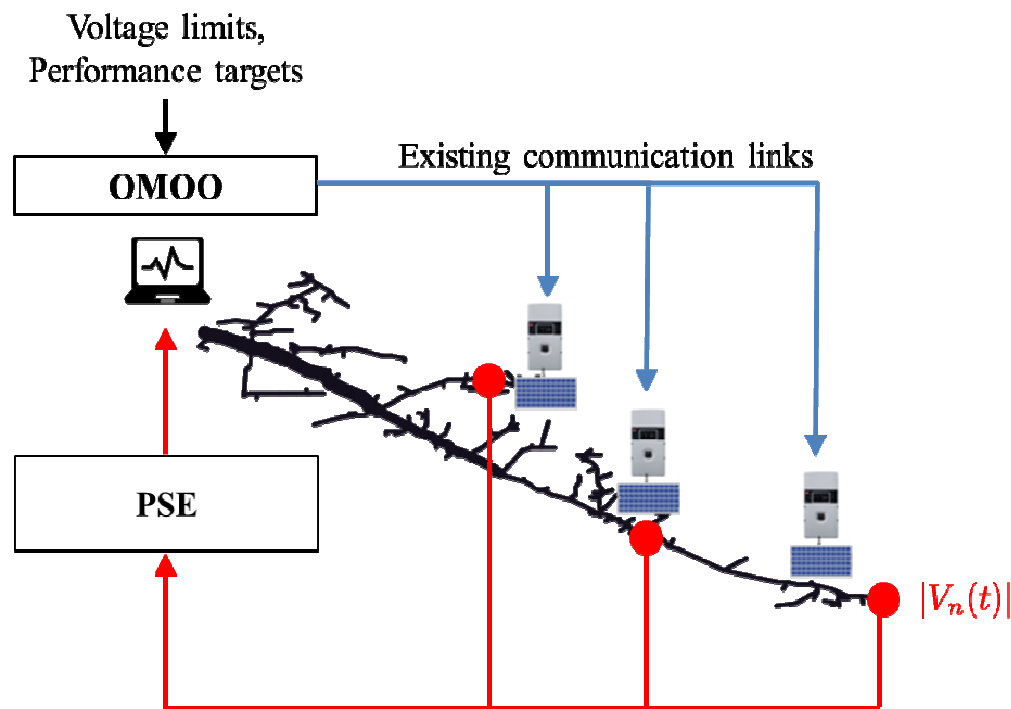 Voltage limits,
Performance targets
OMOO
Existing communication links
PSE
|Vₙ(t)|